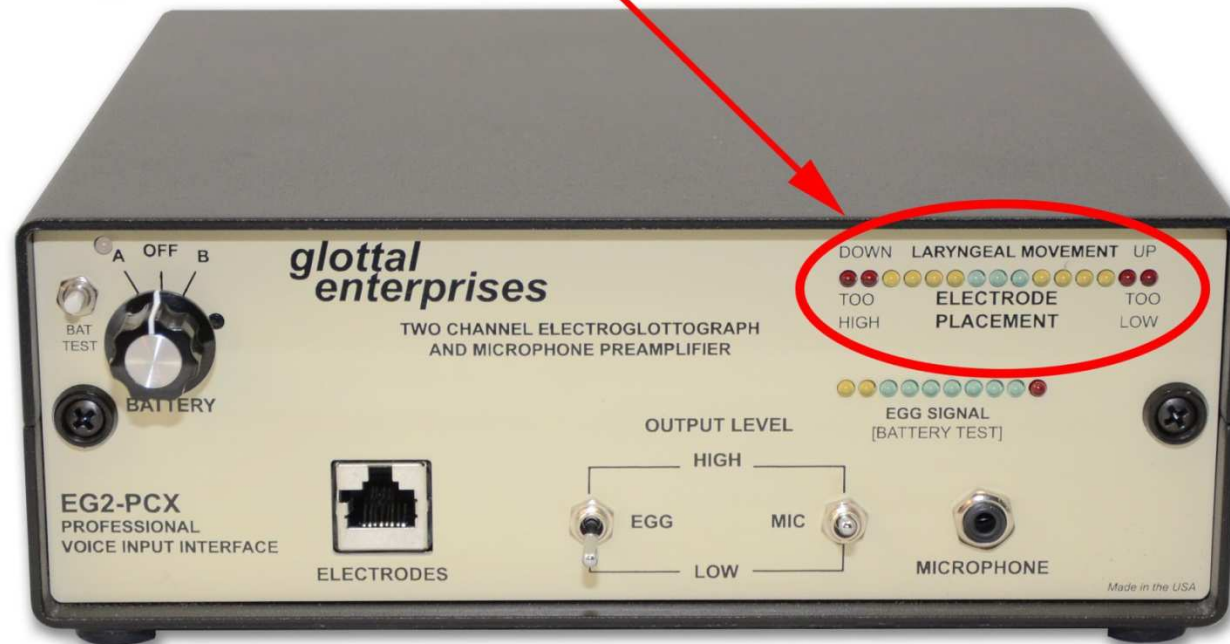 A OFF B
BAT
TEST
BATTERY
glottal
enterprises
TWO CHANNEL ELECTROGLOTTOGRAPH
AND MICROPHONE PREAMPLIFIER
DOWN LARYNGEAL MOVEMENT UP
TOO ELECTRODE TOO
HIGH PLACEMENT LOW
EGG SIGNAL
[BATTERY TEST]
OUTPUT LEVEL
HIGH
EGG MIC
LOW
EG2-PCX
PROFESSIONAL
VOICE INPUT INTERFACE
ELECTRODES
MICROPHONE
Made in the USA